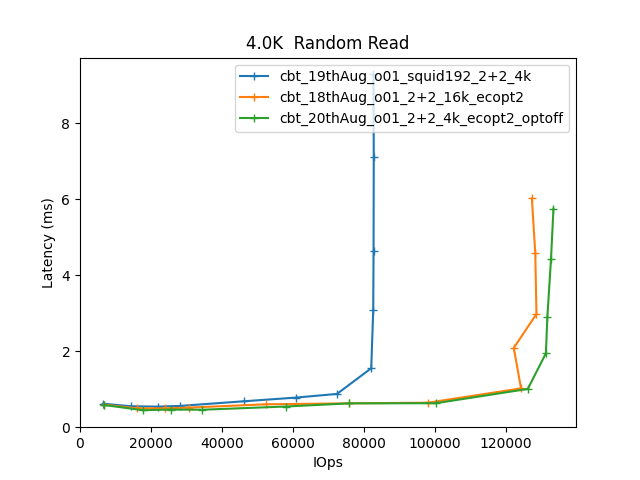 4.0K  Random Read
cbt_19thAug_o01_squid192_2+2_4k
cbt_18thAug_o01_2+2_16k_ecopt2
cbt_20thAug_o01_2+2_4k_ecopt2_optoff
Latency (ms)
8
6
4
2
0
0 20000 40000 60000 80000 100000 120000
IOps